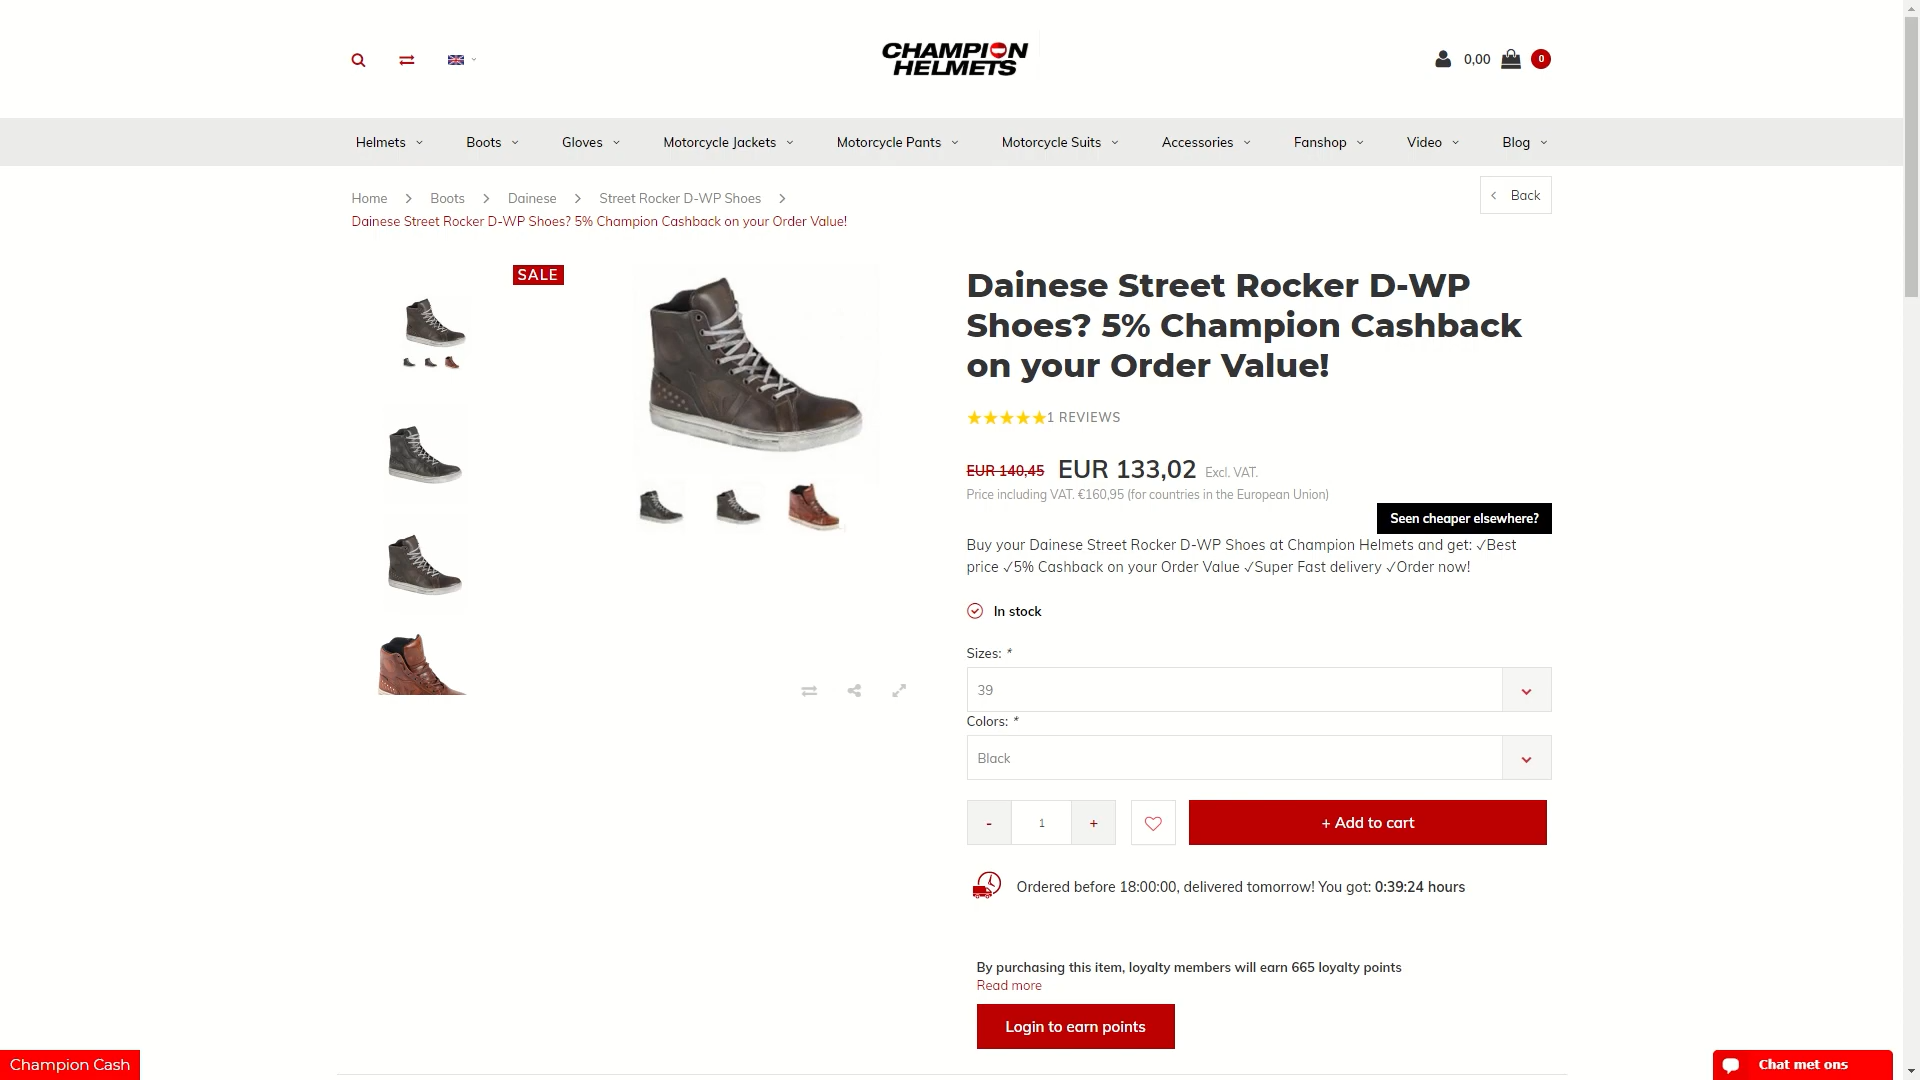 CHAMPION
HELMETS
0,00
0
Helmets
Boots
Gloves
Motorcycle Jackets
Motorcycle Pants
Motorcycle Suits
Accessories
Fanshop
Video
Blog
Home
Boots
Dainese
Street Rocker D-WP Shoes
Dainese Street Rocker D-WP Shoes? 5% Champion Cashback on your Order Value!
Back
SALE
Dainese Street Rocker D-WP
Shoes? 5% Champion Cashback
on your Order Value!
1 REVIEWS
EUR 140,45 EUR 133,02 Excl. VAT.
Price including VAT. €160,95 (for countries in the European Union)
Seen cheaper elsewhere?
Buy your Dainese Street Rocker D-WP Shoes at Champion Helmets and get: ✓Best
price ✓5% Cashback on your Order Value ✓Super Fast delivery ✓Order now!
In stock
Sizes: *
39
Colors: *
Black
- 1 +
+ Add to cart
Ordered before 18:00:00, delivered tomorrow! You got: 0:39:24 hours
By purchasing this item, loyalty members will earn 665 loyalty points
Read more
Login to earn points
Champion Cash
Chat met ons